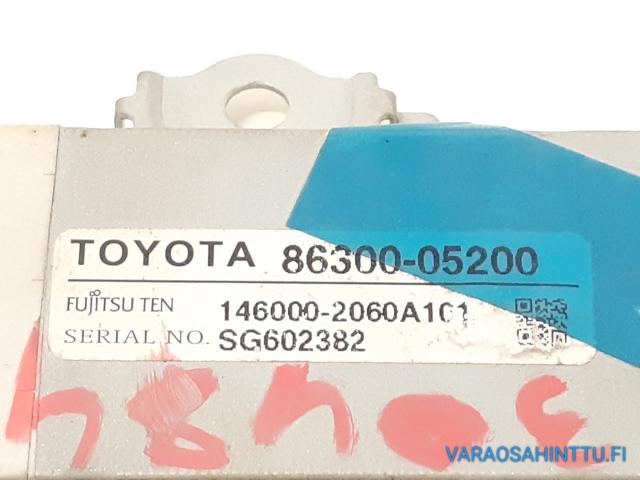 TOYOTA 86300-05200
FUJITSU TEN 146000-2060A101
SERIAL NO. SG602382
VARAOSAHINTTU.FI